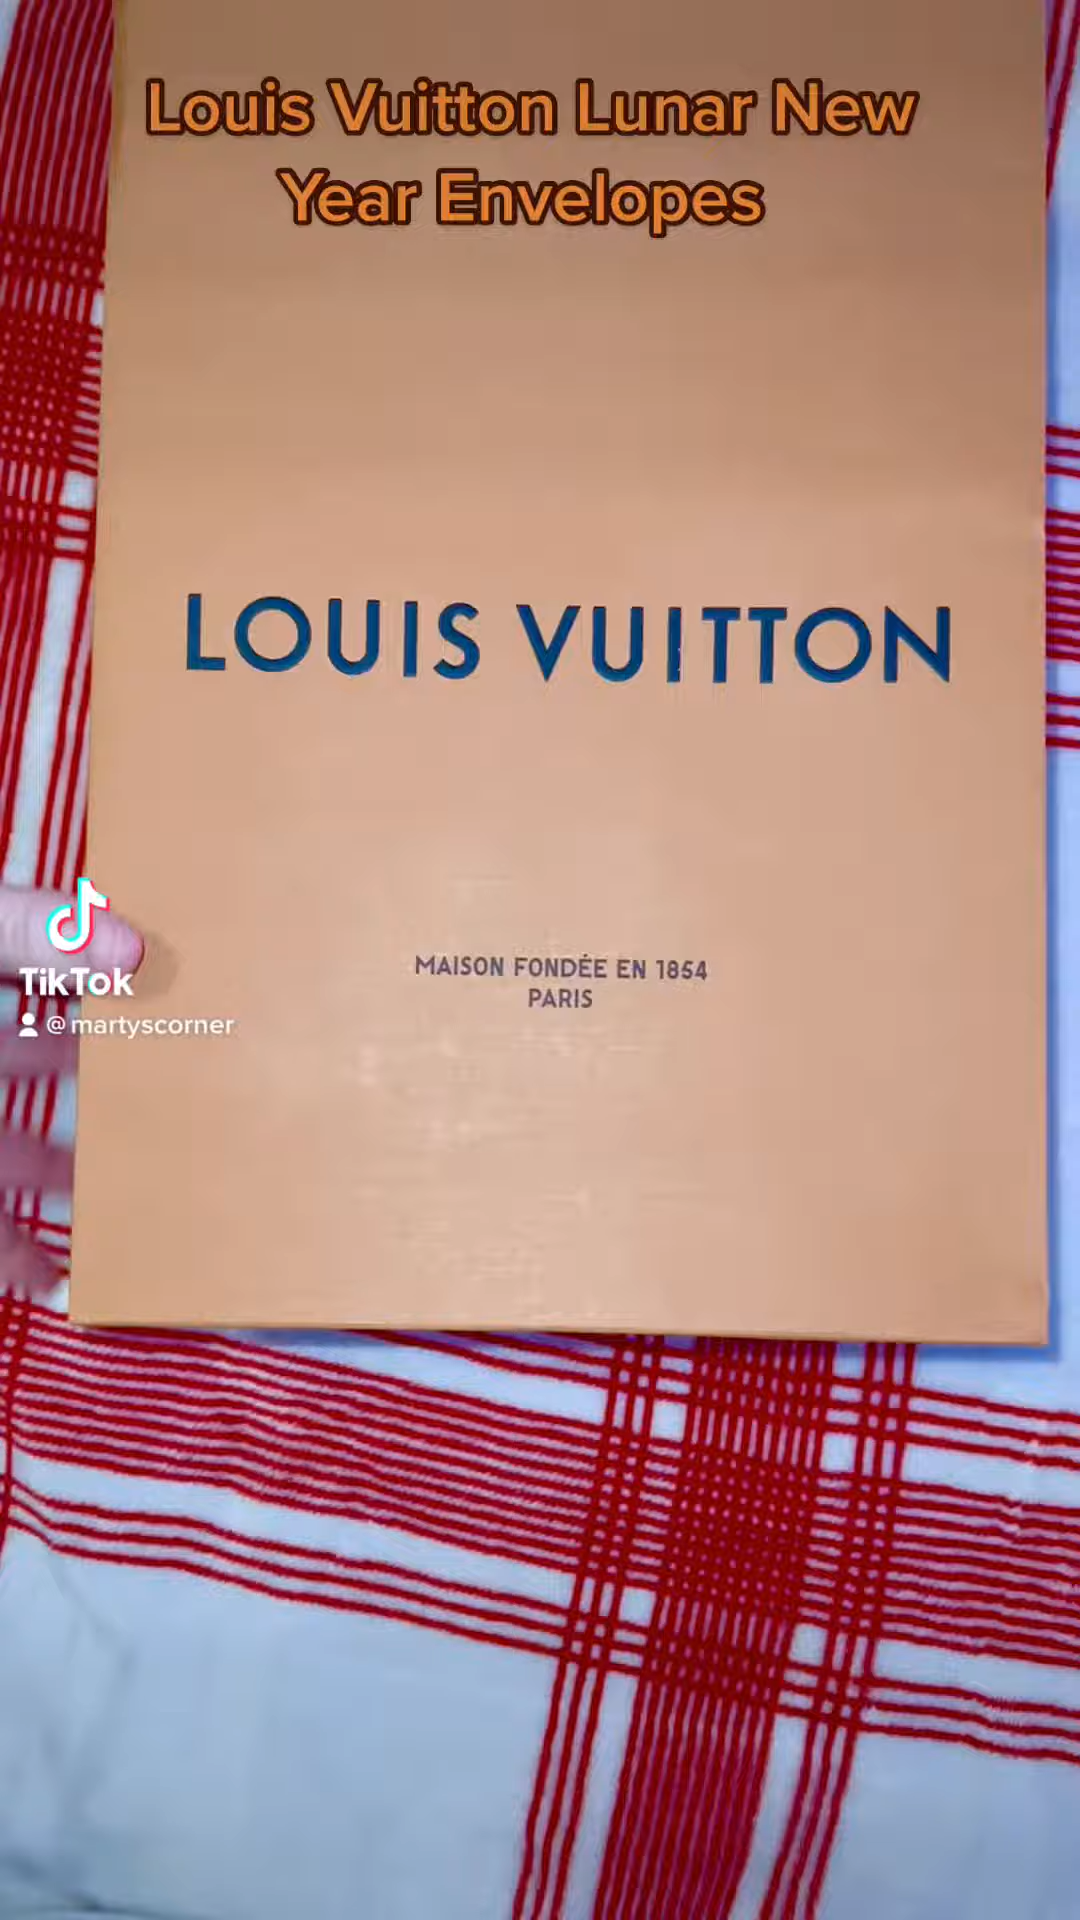 Louis Vuitton Lunar New
Year Envelopes
LOUIS VUITTON
MAISON FONDÉE EN 1854
PARIS
TikTok
@martyscorner